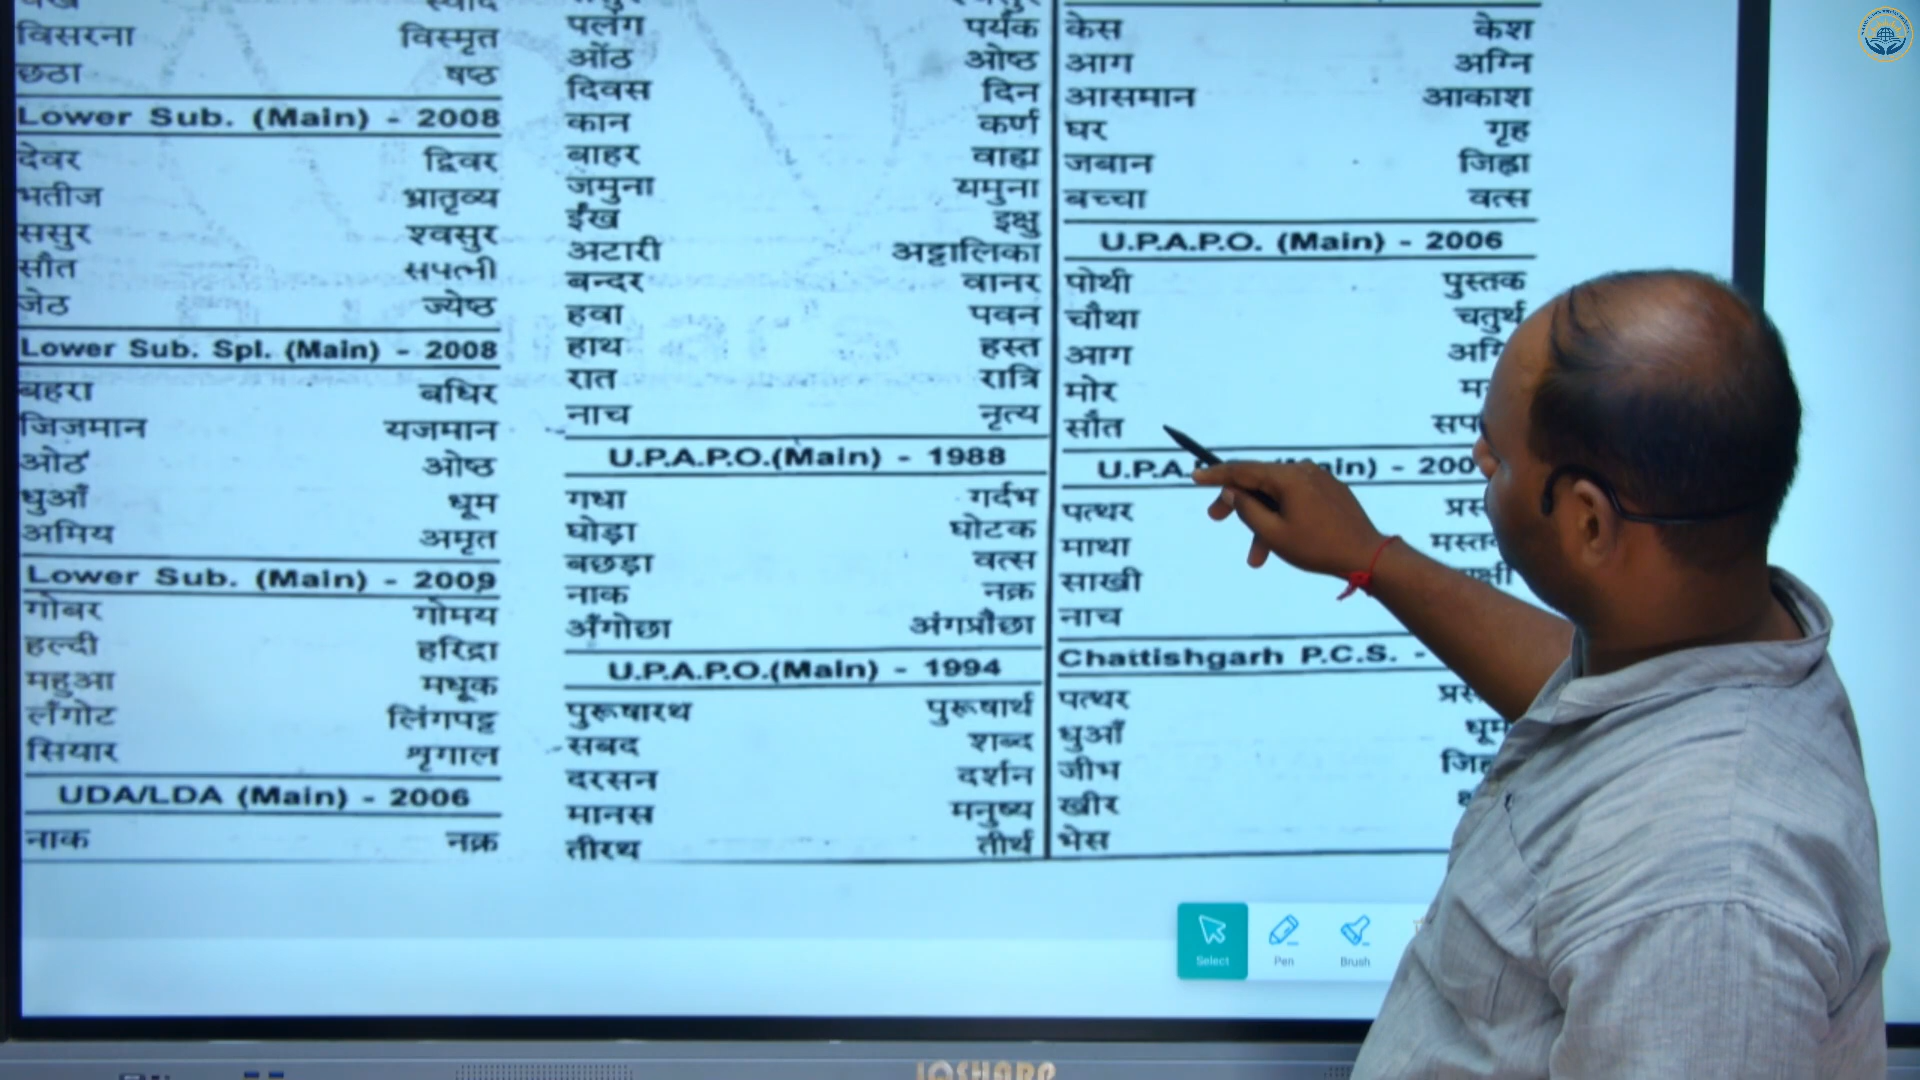 विसरना विस्मृत
छठा षष्ठ
Lower Sub. (Main) - 2008
देवर द्विवर
भतीज भ्रातृव्य
ससुर श्वसुर
सौत सपत्नी
जेठ ज्येष्ठ
Lower Sub. Spl. (Main) - 2008
बहरा बधिर
जिजमान यजमान
ओठ ओष्ठ
धुआँ धूम
अमिय अमृत
Lower Sub. (Main) - 2009
गोबर गोमय
हल्दी हरिद्रा
महुआ मधूक
लँगोट लिंगपट्ट
सियार शृगाल
UDA/LDA (Main) - 2006
नाक नक्र
पलंग पर्यंक
ओंठ ओष्ठ
दिवस दिन
कान कर्ण
बाहर वाह्य
जमुना यमुना
ईख इक्षु
अटारी अट्टालिका
बन्दर वानर
हवा पवन
हाथ हस्त
रात रात्रि
नाच नृत्य
U.P.A.P.O.(Main) - 1988
गधा गर्दभ
घोड़ा घोटक
बछड़ा वत्स
नाक नक्र
अँगोछा अंगप्रौंछा
U.P.A.P.O.(Main) - 1994
पुरूषारथ पुरूषार्थ
सबद शब्द
दरसन दर्शन
मानस मनुष्य
तीरथ तीर्थ
केस केश
आग अग्नि
आसमान आकाश
घर गृह
जबान जिह्वा
बच्चा वत्स
U.P.A.P.O. (Main) - 2006
पोथी पुस्तक
चौथा चतुर्थ
आग
मोर
सौत
पत्थर
माथा
साखी
नाच
Chattishgarh P.C.S. -
पत्थर
धुआँ धूम
जीभ
खीर
भेस
Select Pen Brush